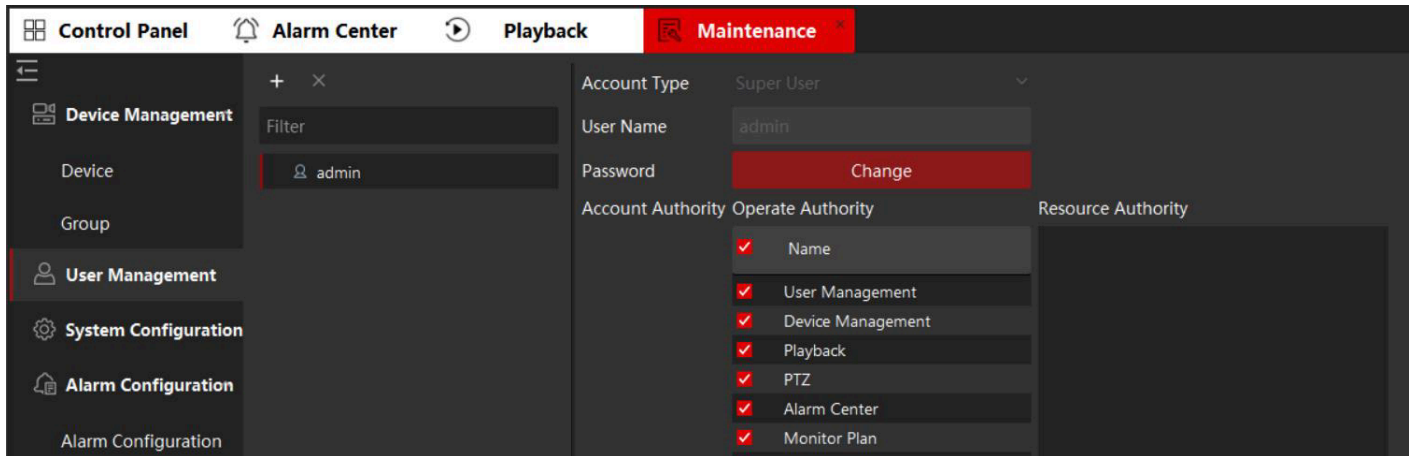 Control Panel
Alarm Center
Playback
Maintenance
Device Management
Device
Group
User Management
System Configuration
Alarm Configuration
Alarm Configuration
Filter
admin
Account Type Super User
User Name admin
Password Change
Account Authority Operate Authority Resource Authority
Name
User Management
Device Management
Playback
PTZ
Alarm Center
Monitor Plan